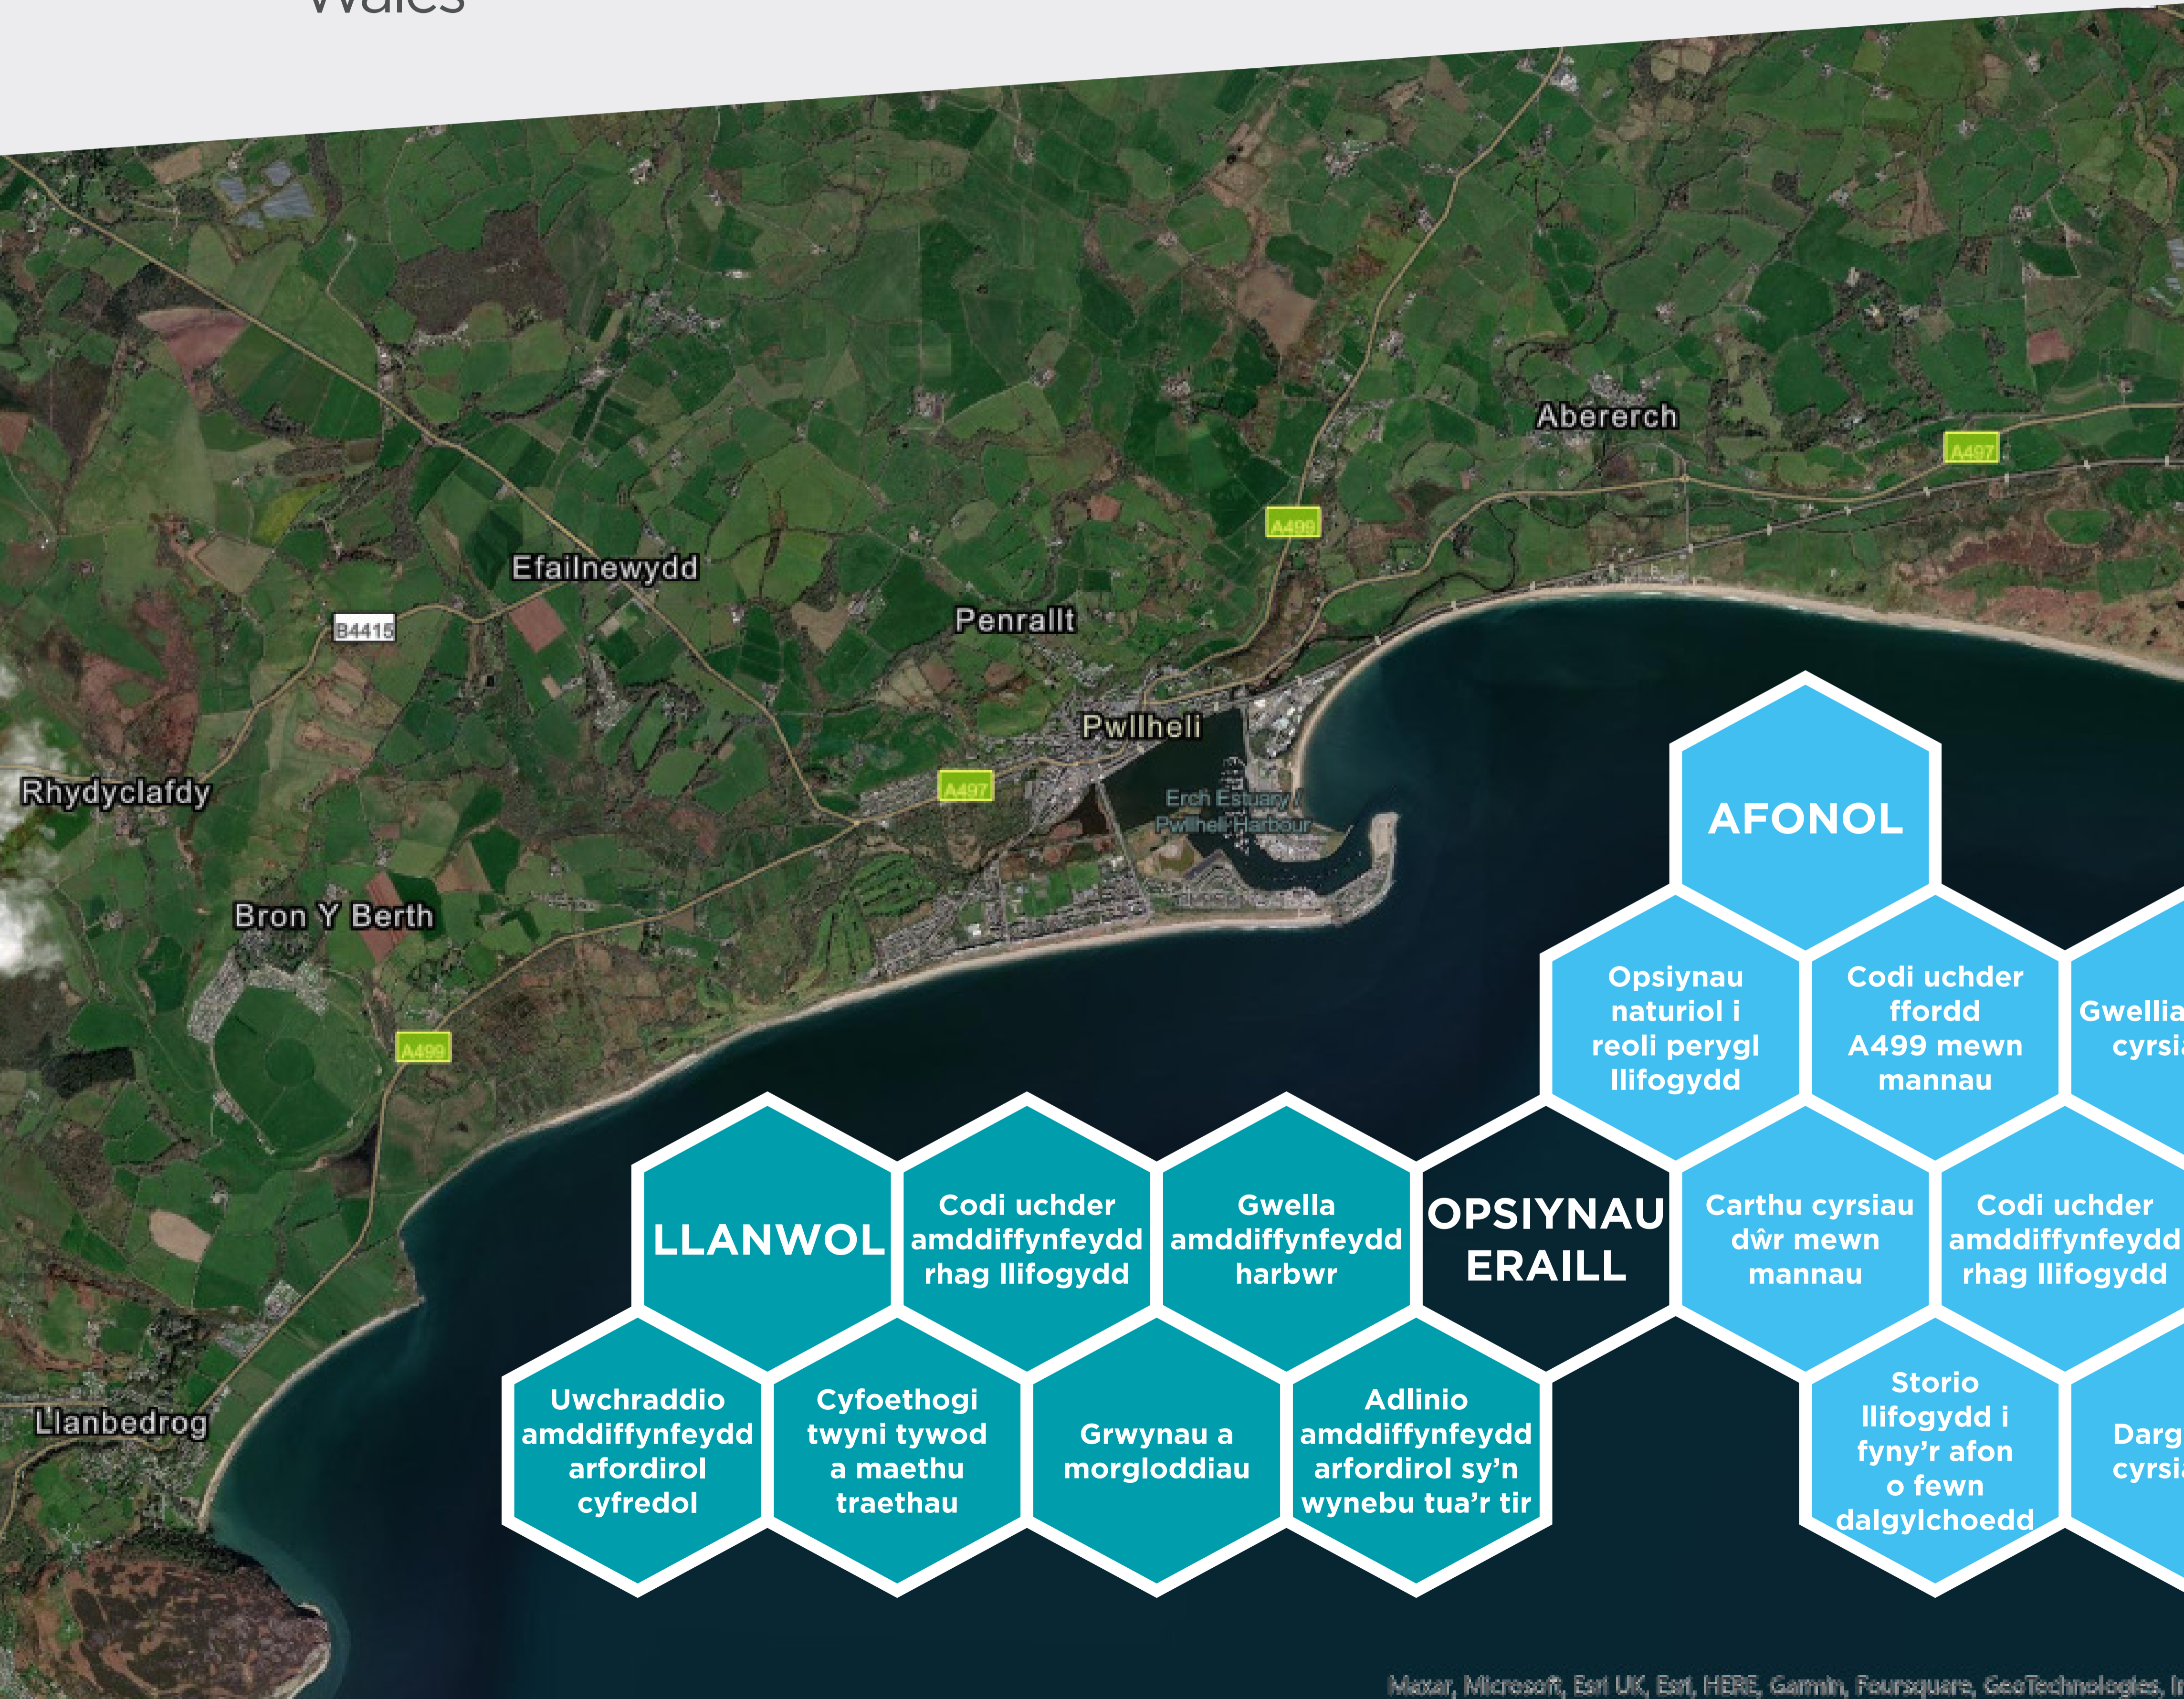 Wales
Abererch
A497
A499
Efailnewydd
Penrallt
B4415
Pwllheli
A497
Rhydyclafdy
Erch Estuary /
Pwllheli Harbour
Bron Y Berth
A499
Llanbedrog
AFONOL
Opsiynau
naturiol i
reoli perygl
llifogydd
Codi uchder
ffordd
A499 mewn
mannau
LLANWOL
Codi uchder
amddiffynfeydd
rhag llifogydd
Gwella
amddiffynfeydd
harbwr
OPSIYNAU
ERAILL
Carthu cyrsiau
dŵr mewn
mannau
Codi uchder
amddiffynfeydd
rhag llifogydd
Uwchraddio
amddiffynfeydd
arfordirol
cyfredol
Cyfoethogi
twyni tywod
a maethu
traethau
Grwynau a
morgloddiau
Adlinio
amddiffynfeydd
arfordirol sy'n
wynebu tua'r tir
Storio
llifogydd i
fyny'r afon
o fewn
dalgylchoedd
Maxar, Microsoft, Esri UK, Esri, HERE, Garmin, Foursquare, GeoTechnologies,